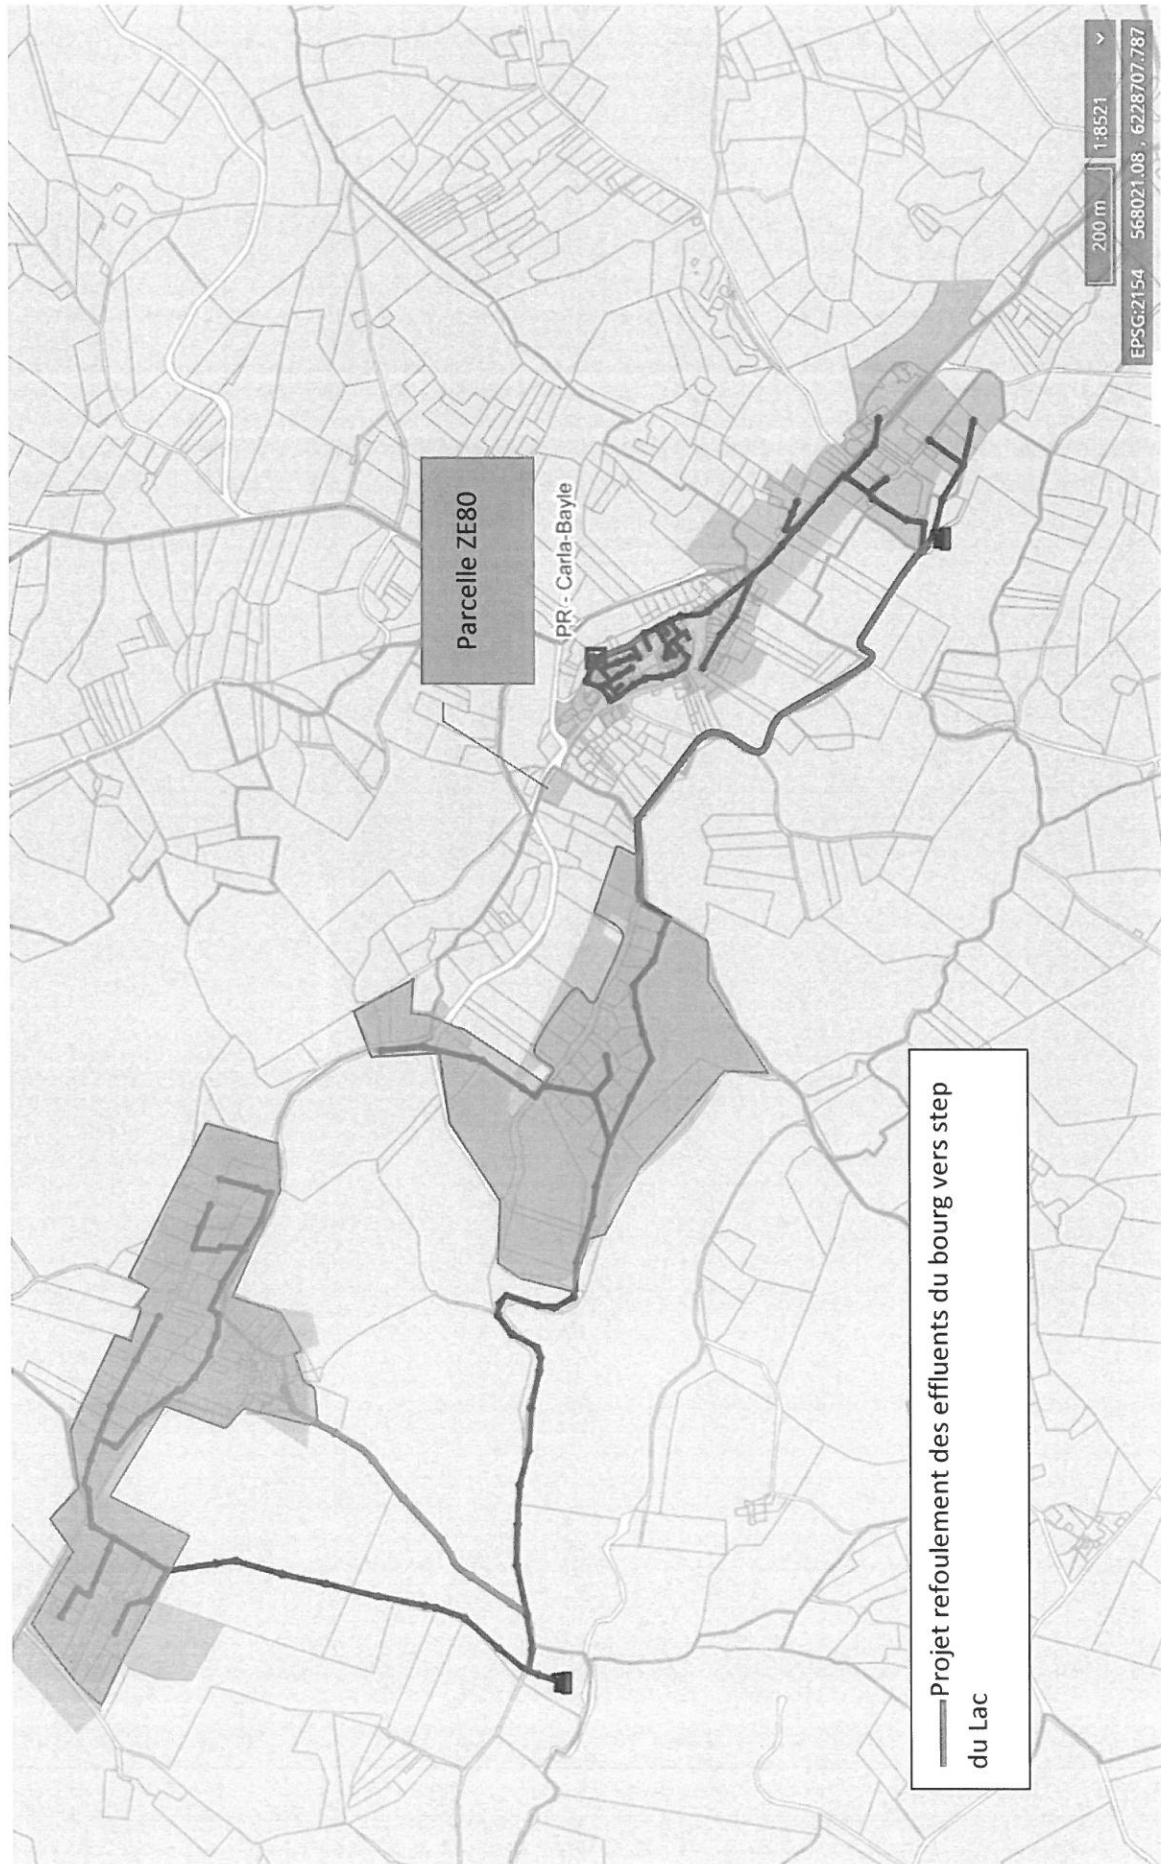 Parcelle ZE80
PR - Carla-Bayle
Projet refoulement des effluents du bourg vers step
du Lac
200 m
1:8521
EPSG:2154
568021.08 , 6228707.787